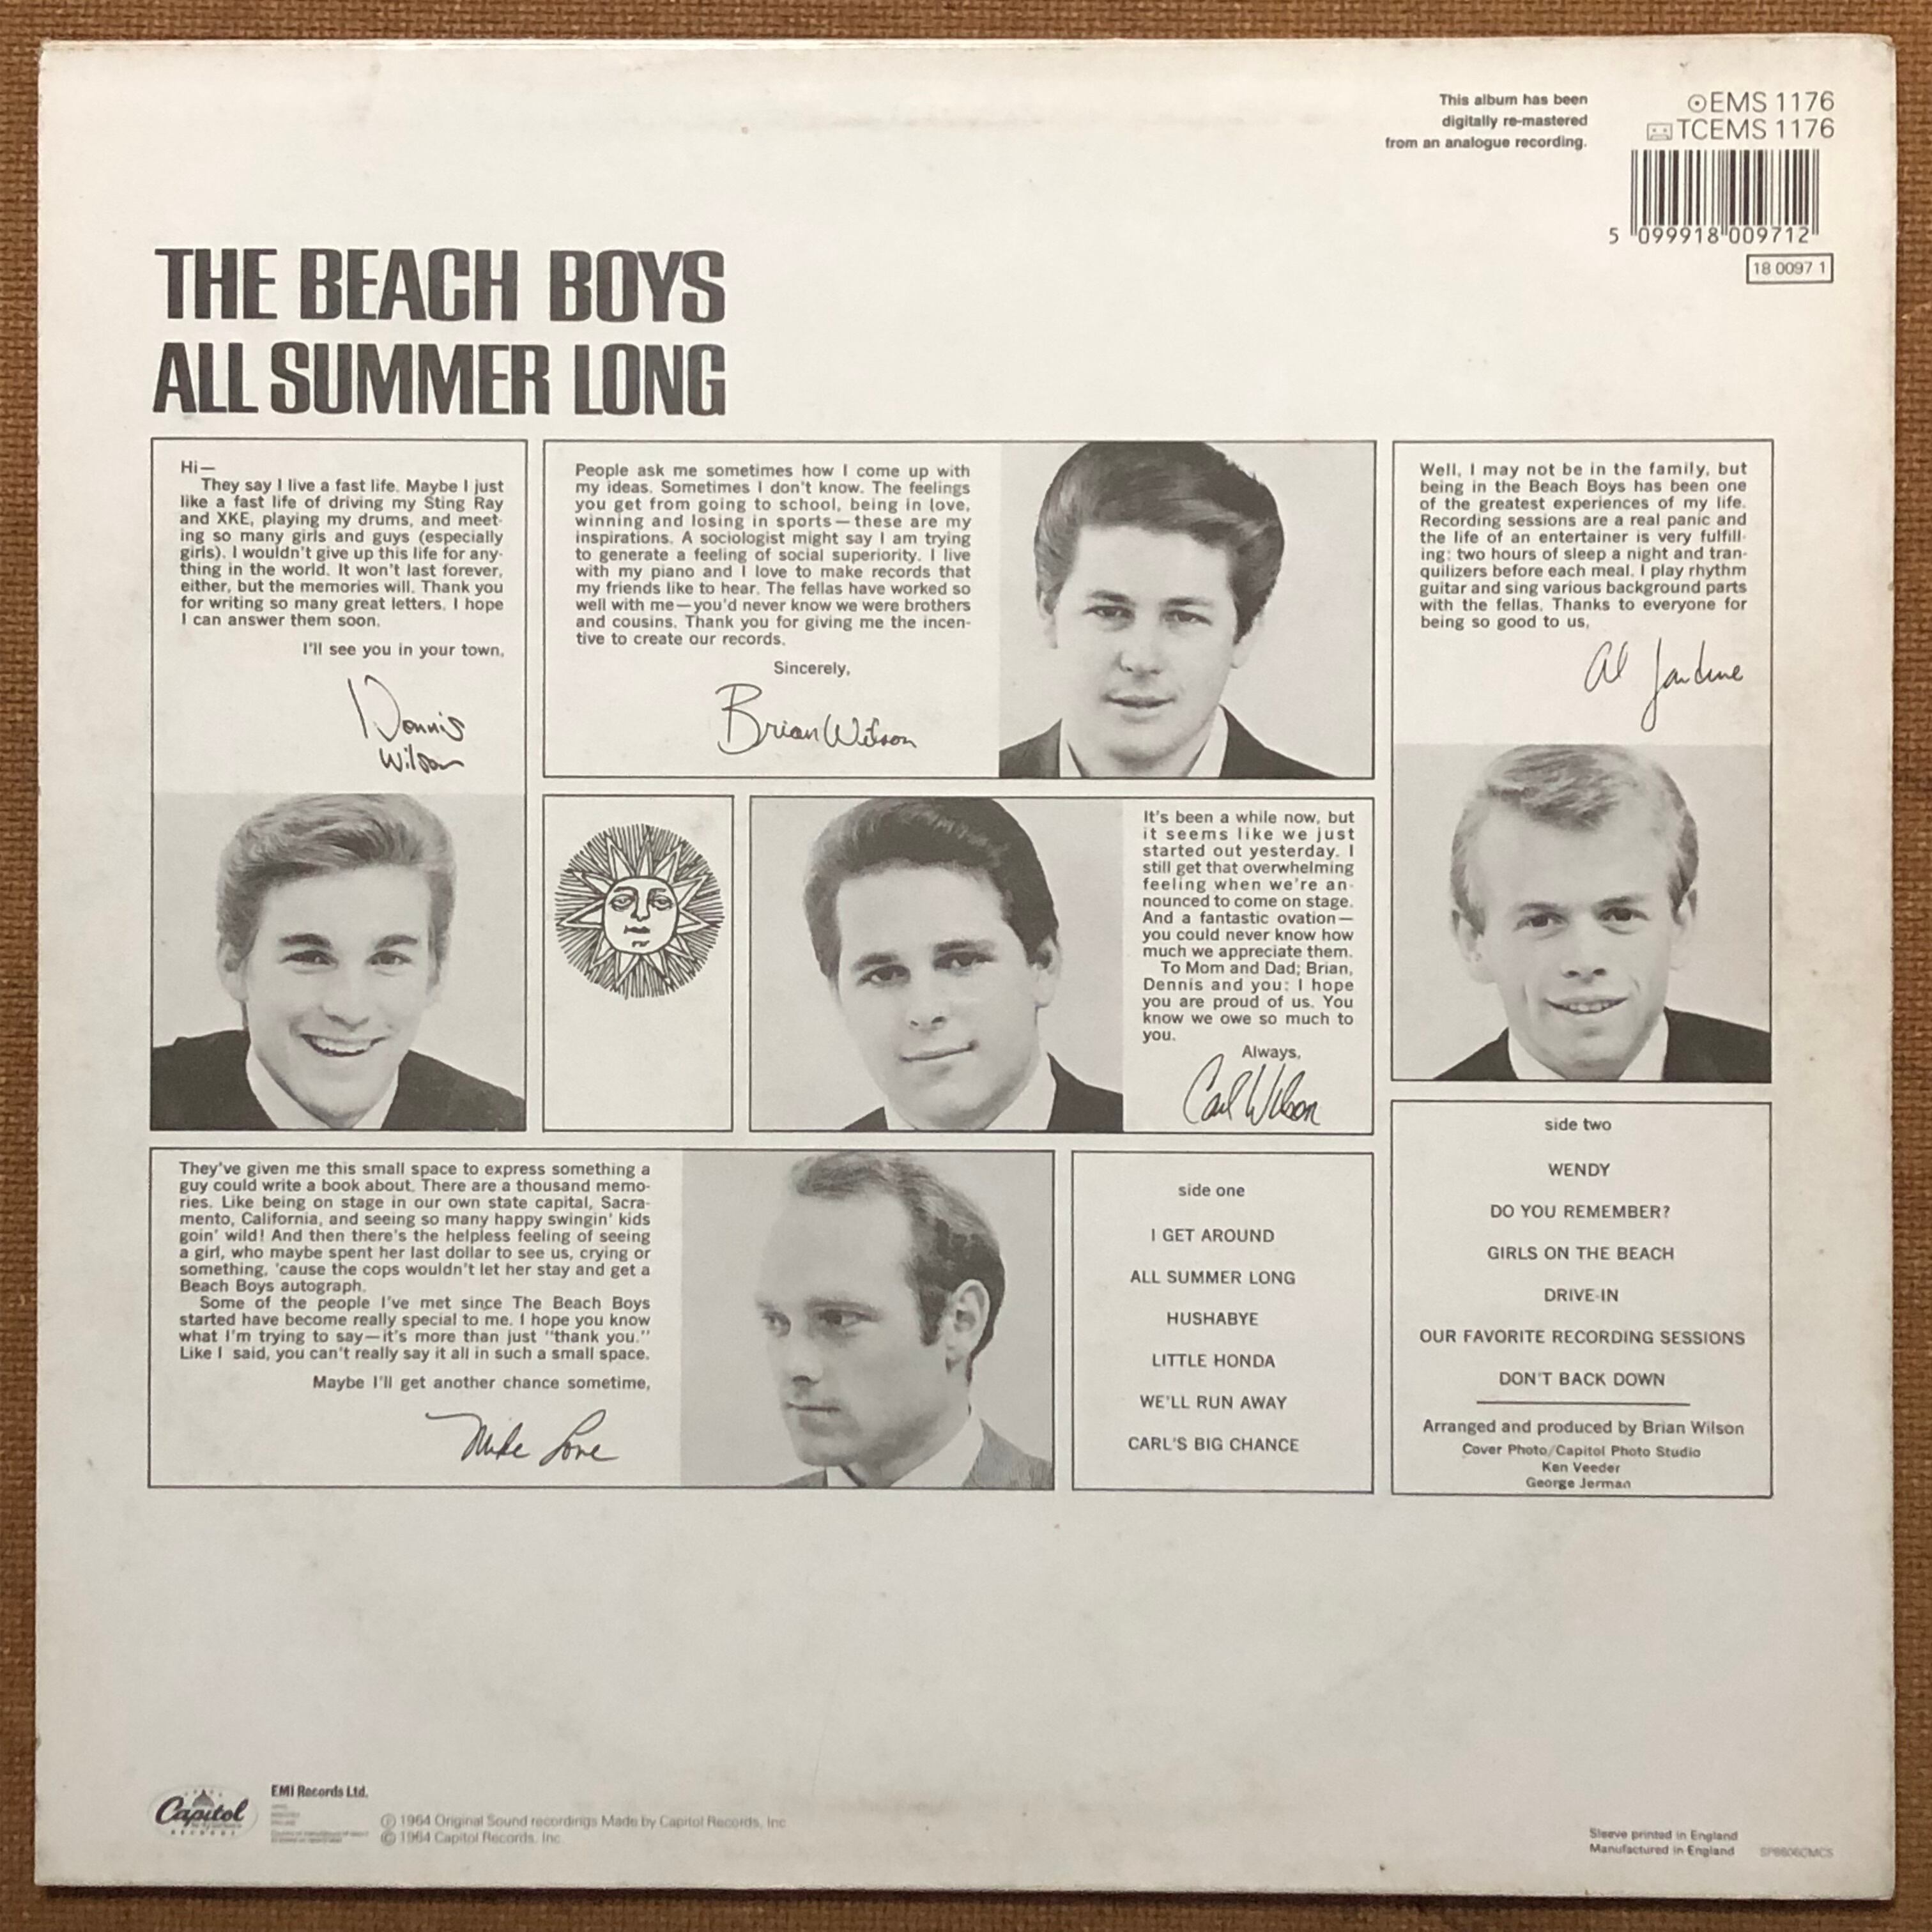 This album has been
digitally re-mastered
from an analogue recording.
EMS 1176
TCEMS 1176
5 099918 009712
18 0097 1
THE BEACH BOYS
ALL SUMMER LONG
Hi—
They say I live a fast life. Maybe I just
like a fast life of driving my Sting Ray
and XKE, playing my drums, and meet-
ing so many girls and guys (especially
girls). I wouldn't give up this life for any-
thing in the world. It won't last forever,
either, but the memories will. Thank you
for writing so many great letters. I hope
I can answer them soon.
I'll see you in your town,
Dennis
Wilson
People ask me sometimes how I come up with
my ideas. Sometimes I don't know. The feelings
you get from going to school, being in love,
winning and losing in sports—these are my
inspirations. A sociologist might say I am trying
to generate a feeling of social superiority. I live
with my piano and I love to make records that
my friends like to hear. The fellas have worked so
well with me—you'd never know we were brothers
and cousins. Thank you for giving me the incen-
tive to create our records.
Sincerely,
Brian Wilson
Well, I may not be in the family, but
being in the Beach Boys has been one
of the greatest experiences of my life.
Recording sessions are a real panic and
the life of an entertainer is very fulfill-
ing: two hours of sleep a night and tran-
quilizers before each meal. I play rhythm
guitar and sing various background parts
with the fellas. Thanks to everyone for
being so good to us,
Al Jardine
It's been a while now, but
it seems like we just
started out yesterday. I
still get that overwhelming
feeling when we're an-
nounced to come on stage.
And a fantastic ovation—
you could never know how
much we appreciate them.
To Mom and Dad; Brian,
Dennis and you: I hope
you are proud of us. You
know we owe so much to
you.
Always,
Carl Wilson
They've given me this small space to express something a
guy could write a book about. There are a thousand memo-
ries. Like being on stage in our own state capital, Sacra-
mento, California, and seeing so many happy swingin' kids
goin' wild! And then there's the helpless feeling of seeing
a girl, who maybe spent her last dollar to see us, crying or
something, 'cause the cops wouldn't let her stay and get a
Beach Boys autograph.
Some of the people I've met since The Beach Boys
started have become really special to me. I hope you know
what I'm trying to say—it's more than just "thank you."
Like I said, you can't really say it all in such a small space.
Maybe I'll get another chance sometime,
Mike Love
side one
I GET AROUND
ALL SUMMER LONG
HUSHABYE
LITTLE HONDA
WE'LL RUN AWAY
CARL'S BIG CHANCE
side two
WENDY
DO YOU REMEMBER?
GIRLS ON THE BEACH
DRIVE-IN
OUR FAVORITE RECORDING SESSIONS
DON'T BACK DOWN
Arranged and produced by Brian Wilson
Cover Photo/Capitol Photo Studio
Ken Veeder
George Jerman
Capitol
RECORDS
EMI Records Ltd.
Ⓟ 1964 Original Sound recordings Made by Capitol Records, Inc
© 1964 Capitol Records, Inc.
Sleeve printed in England
Manufactured in England